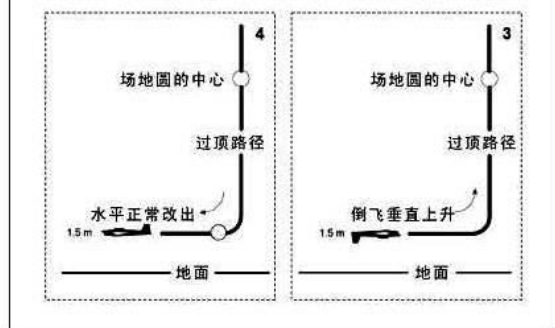 4
场地圆的中心
过顶路径
水平正常改出
1.5 m
地面
3
场地圆的中心
过顶路径
倒飞垂直上升
1.5 m
地面